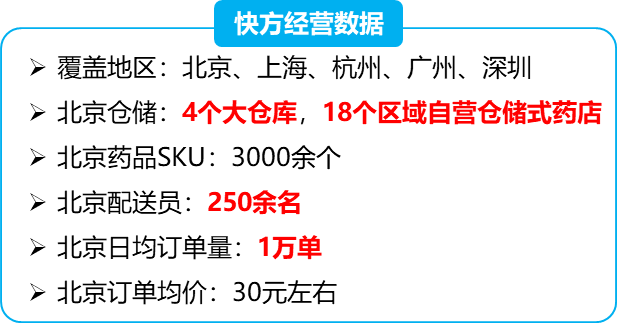 快方经营数据
➢ 覆盖地区：北京、上海、杭州、广州、深圳
➢ 北京仓储：4个大仓库，18个区域自营仓储式药店
➢ 北京药品SKU：3000余个
➢ 北京配送员：250余名
➢ 北京日均订单量：1万单
➢ 北京订单均价：30元左右